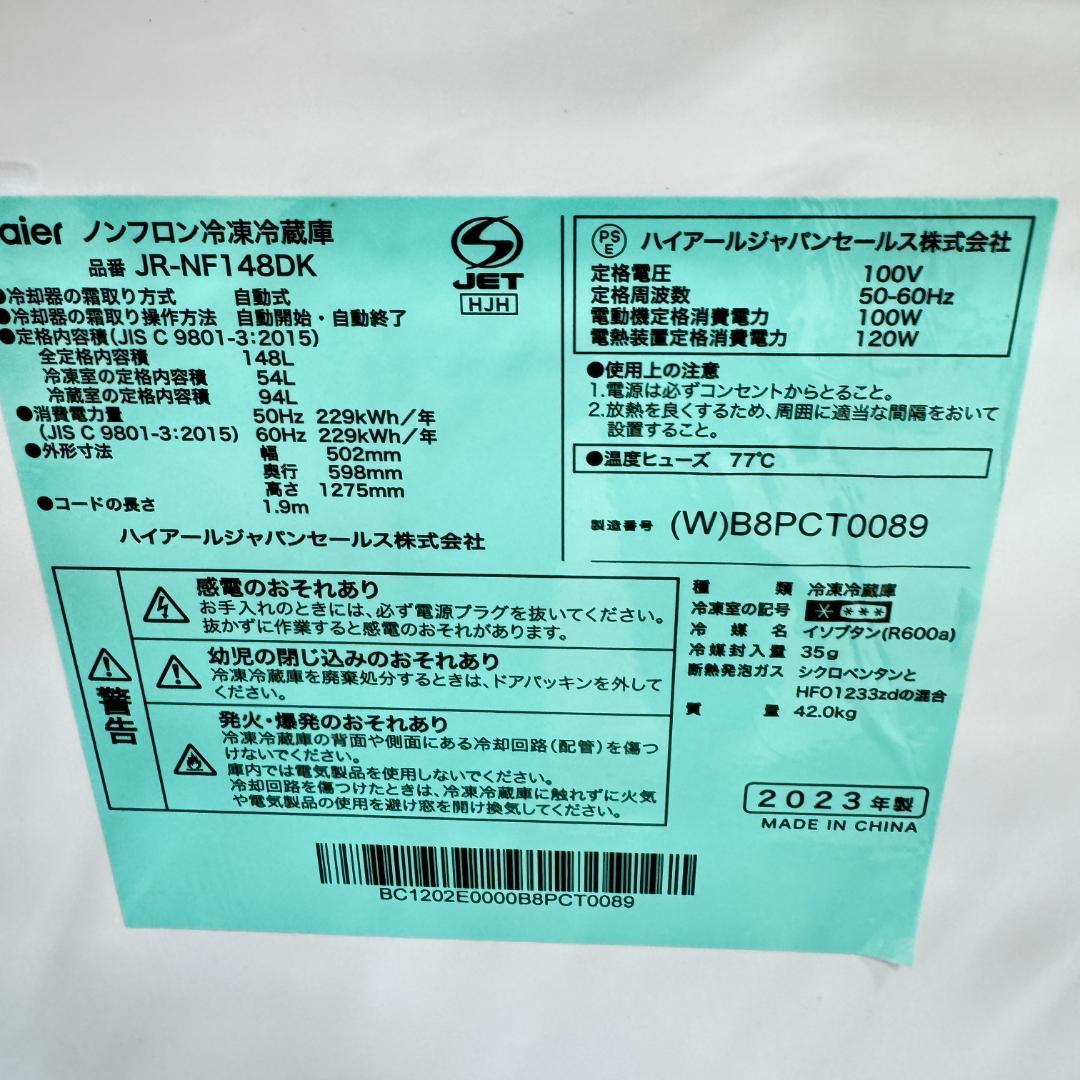 aier ノンフロン冷凍冷蔵庫
品番 JR-NF148DK
JET
HJH
●冷却器の霜取り方式 自動式
●冷却器の霜取り操作方法 自動開始・自動終了
●定格内容積(JIS C 9801-3:2015)
全定格内容積 148L
冷凍室の定格内容積 54L
冷蔵室の定格内容積 94L
●消費電力量 50Hz 229kWh/年
(JIS C 9801-3:2015) 60Hz 229kWh/年
●外形寸法 幅 502mm
奥行 598mm
高さ 1275mm
●コードの長さ 1.9m
ハイアールジャパンセールス株式会社
PSE ハイアールジャパンセールス株式会社
定格電圧 100V
定格周波数 50-60Hz
電動機定格消費電力 100W
電熱装置定格消費電力 120W
●使用上の注意
1.電源は必ずコンセントからとること。
2.放熱を良くするため、周囲に適当な間隔をおいて
設置すること。
●温度ヒューズ 77℃
製造番号 (W)B8PCT0089
警告
感電のおそれあり
お手入れのときには、必ず電源プラグを抜いてください。
抜かずに作業すると感電のおそれがあります。
幼児の閉じ込みのおそれあり
冷凍冷蔵庫を廃棄処分するときは、ドアパッキンを外して
ください。
発火・爆発のおそれあり
冷凍冷蔵庫の背面や側面にある冷却回路(配管)を傷つ
けないでください。
庫内では電気製品を使用しないでください。
冷却回路を傷つけたときは、冷凍冷蔵庫に触れずに火気
や電気製品の使用を避け窓を開け換気してください。
種類 冷凍冷蔵庫
冷凍室の記号 * ***
冷媒名 イソブタン(R600a)
冷媒封入量 35g
断熱発泡ガス シクロペンタンと
HFO1233zdの混合
質量 42.0kg
2023年製
MADE IN CHINA
BC1202E0000B8PCT0089